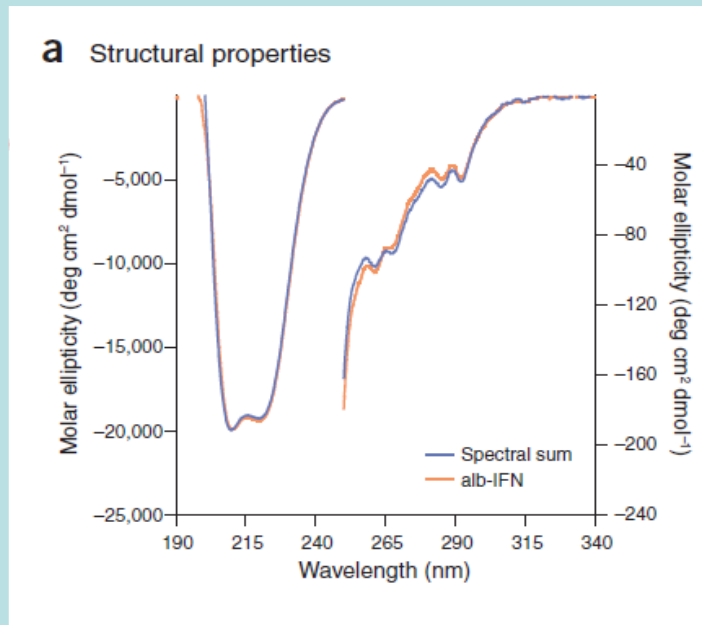 a Structural properties
Molar ellipticity (deg cm² dmol⁻¹)
−5,000
−10,000
−15,000
−20,000
−25,000
−40
−80
−120
−160
−200
−240
Molar ellipticity (deg cm² dmol⁻¹)
Spectral sum
alb-IFN
190 215 240 265 290 315 340
Wavelength (nm)